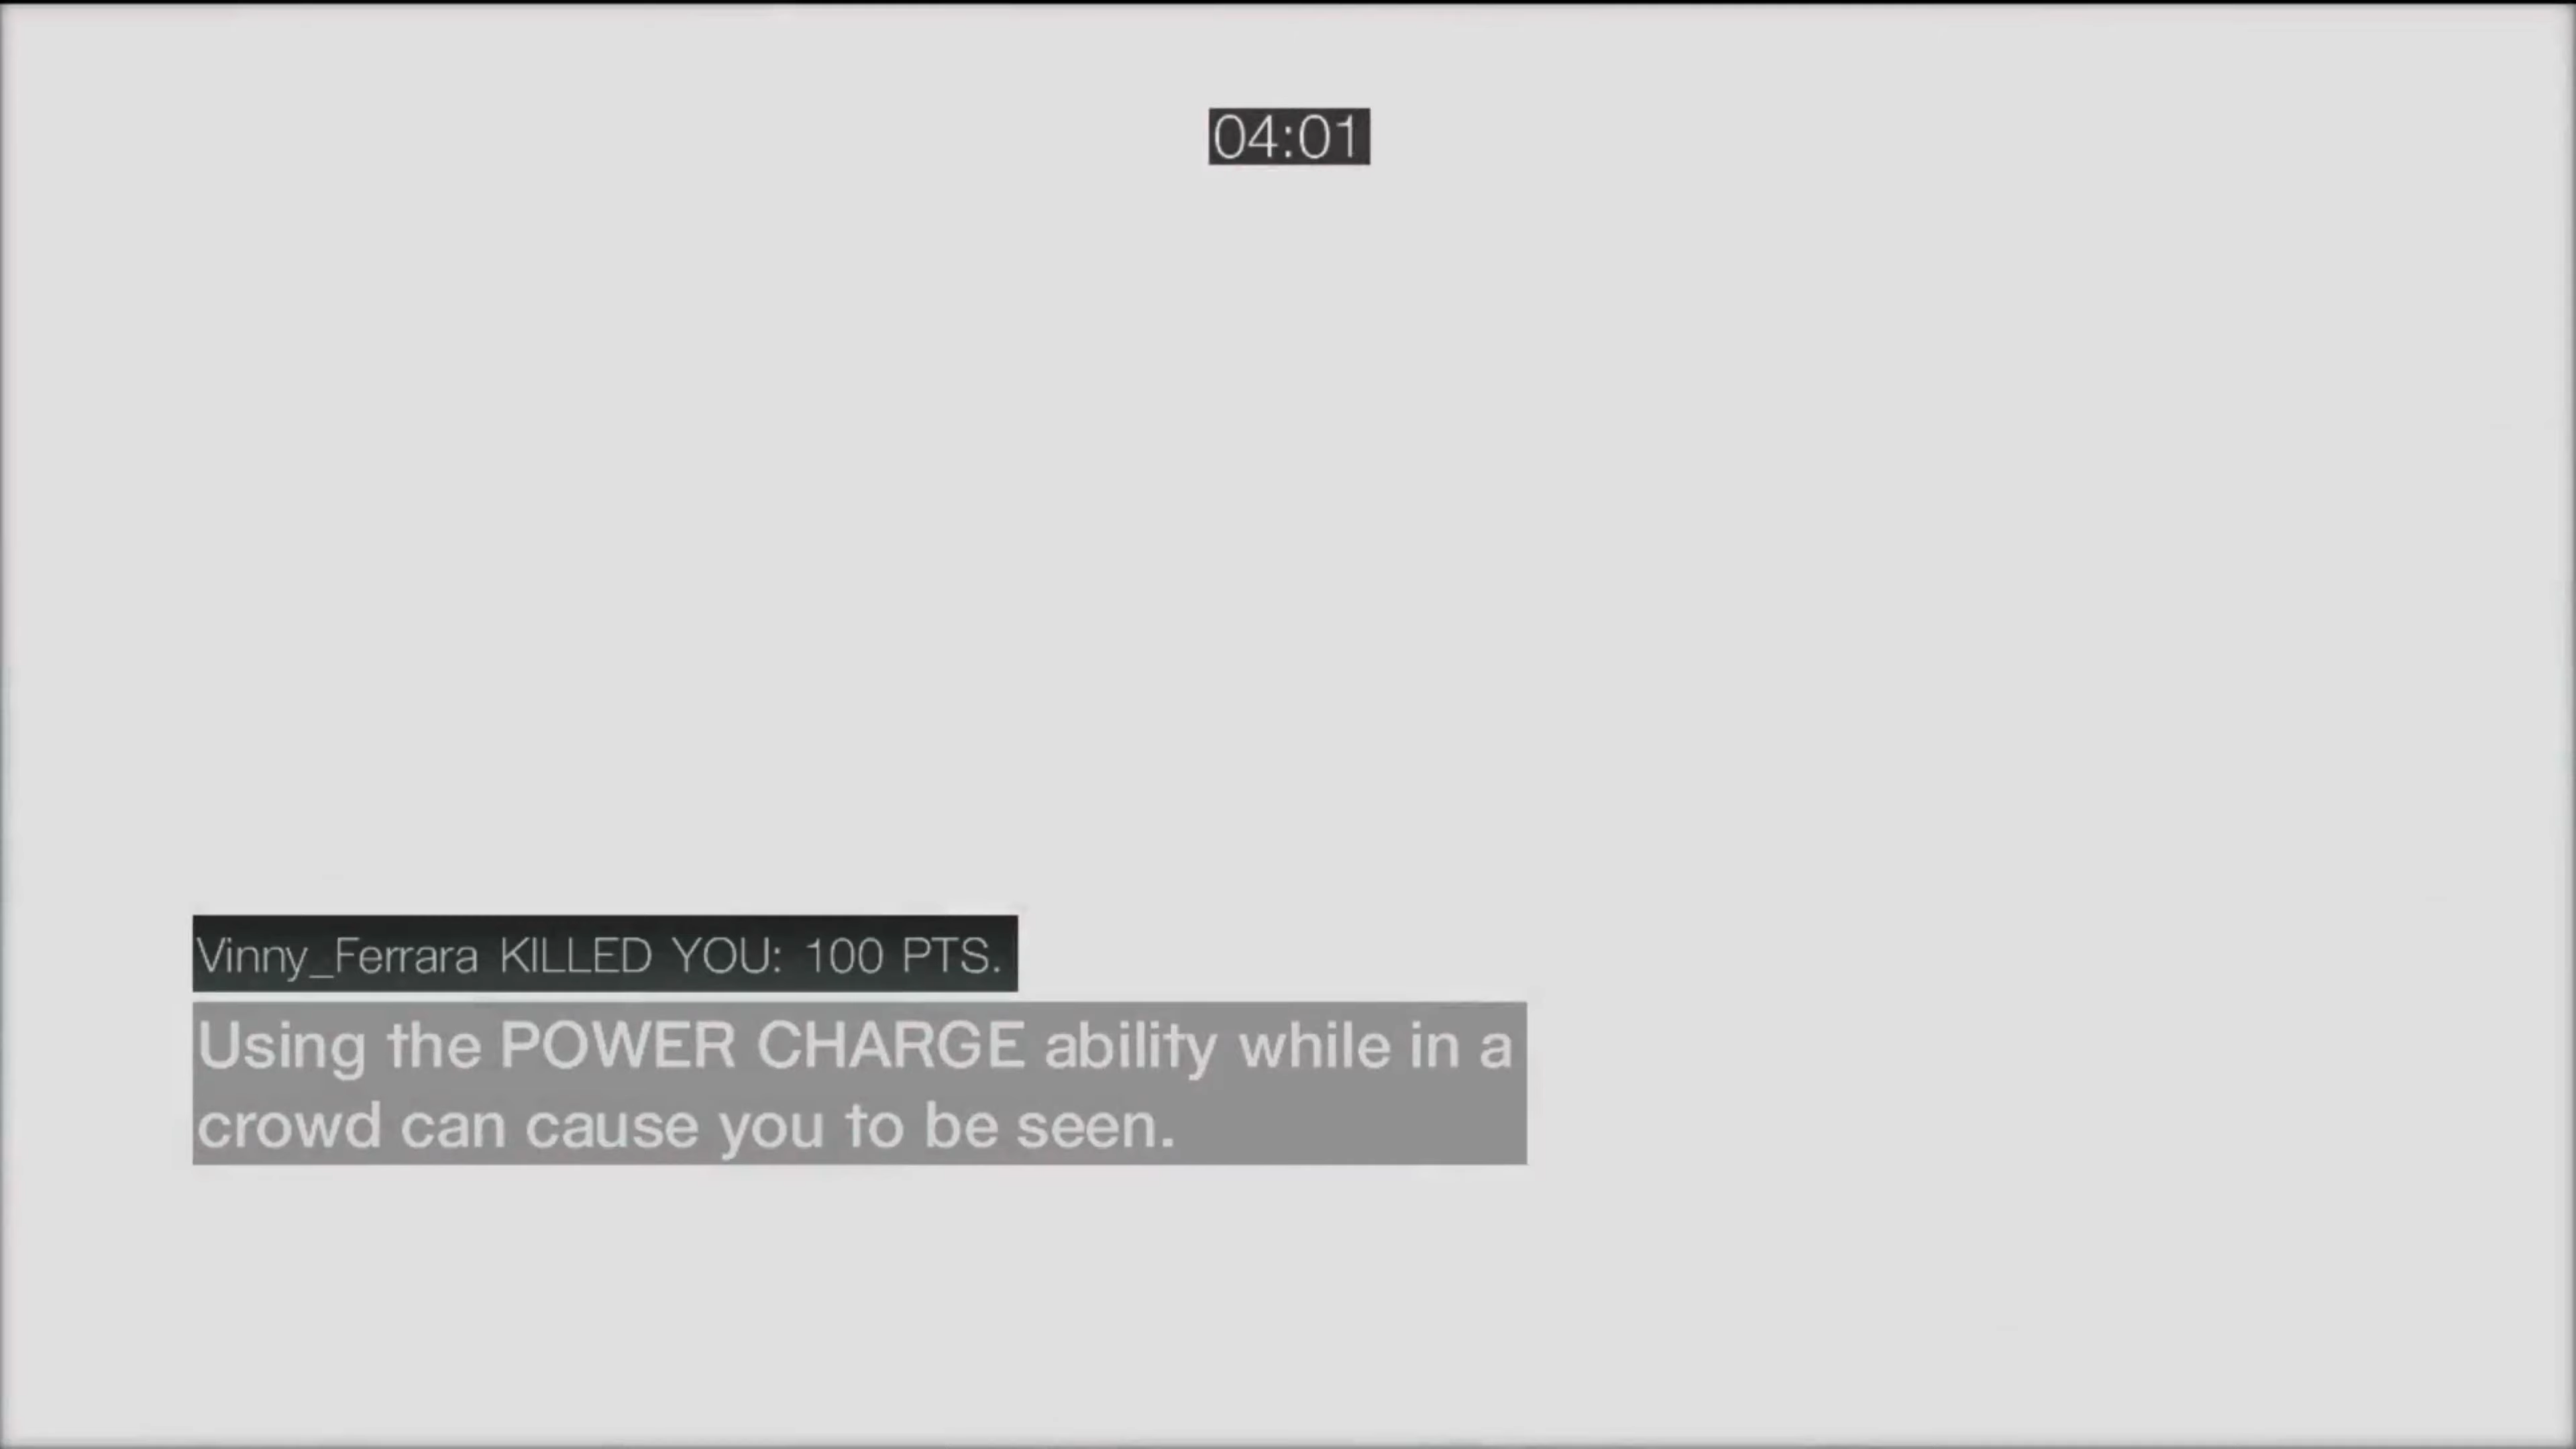 04:01
Vinny_Ferrara KILLED YOU: 100 PTS.
Using the POWER CHARGE ability while in a
crowd can cause you to be seen.